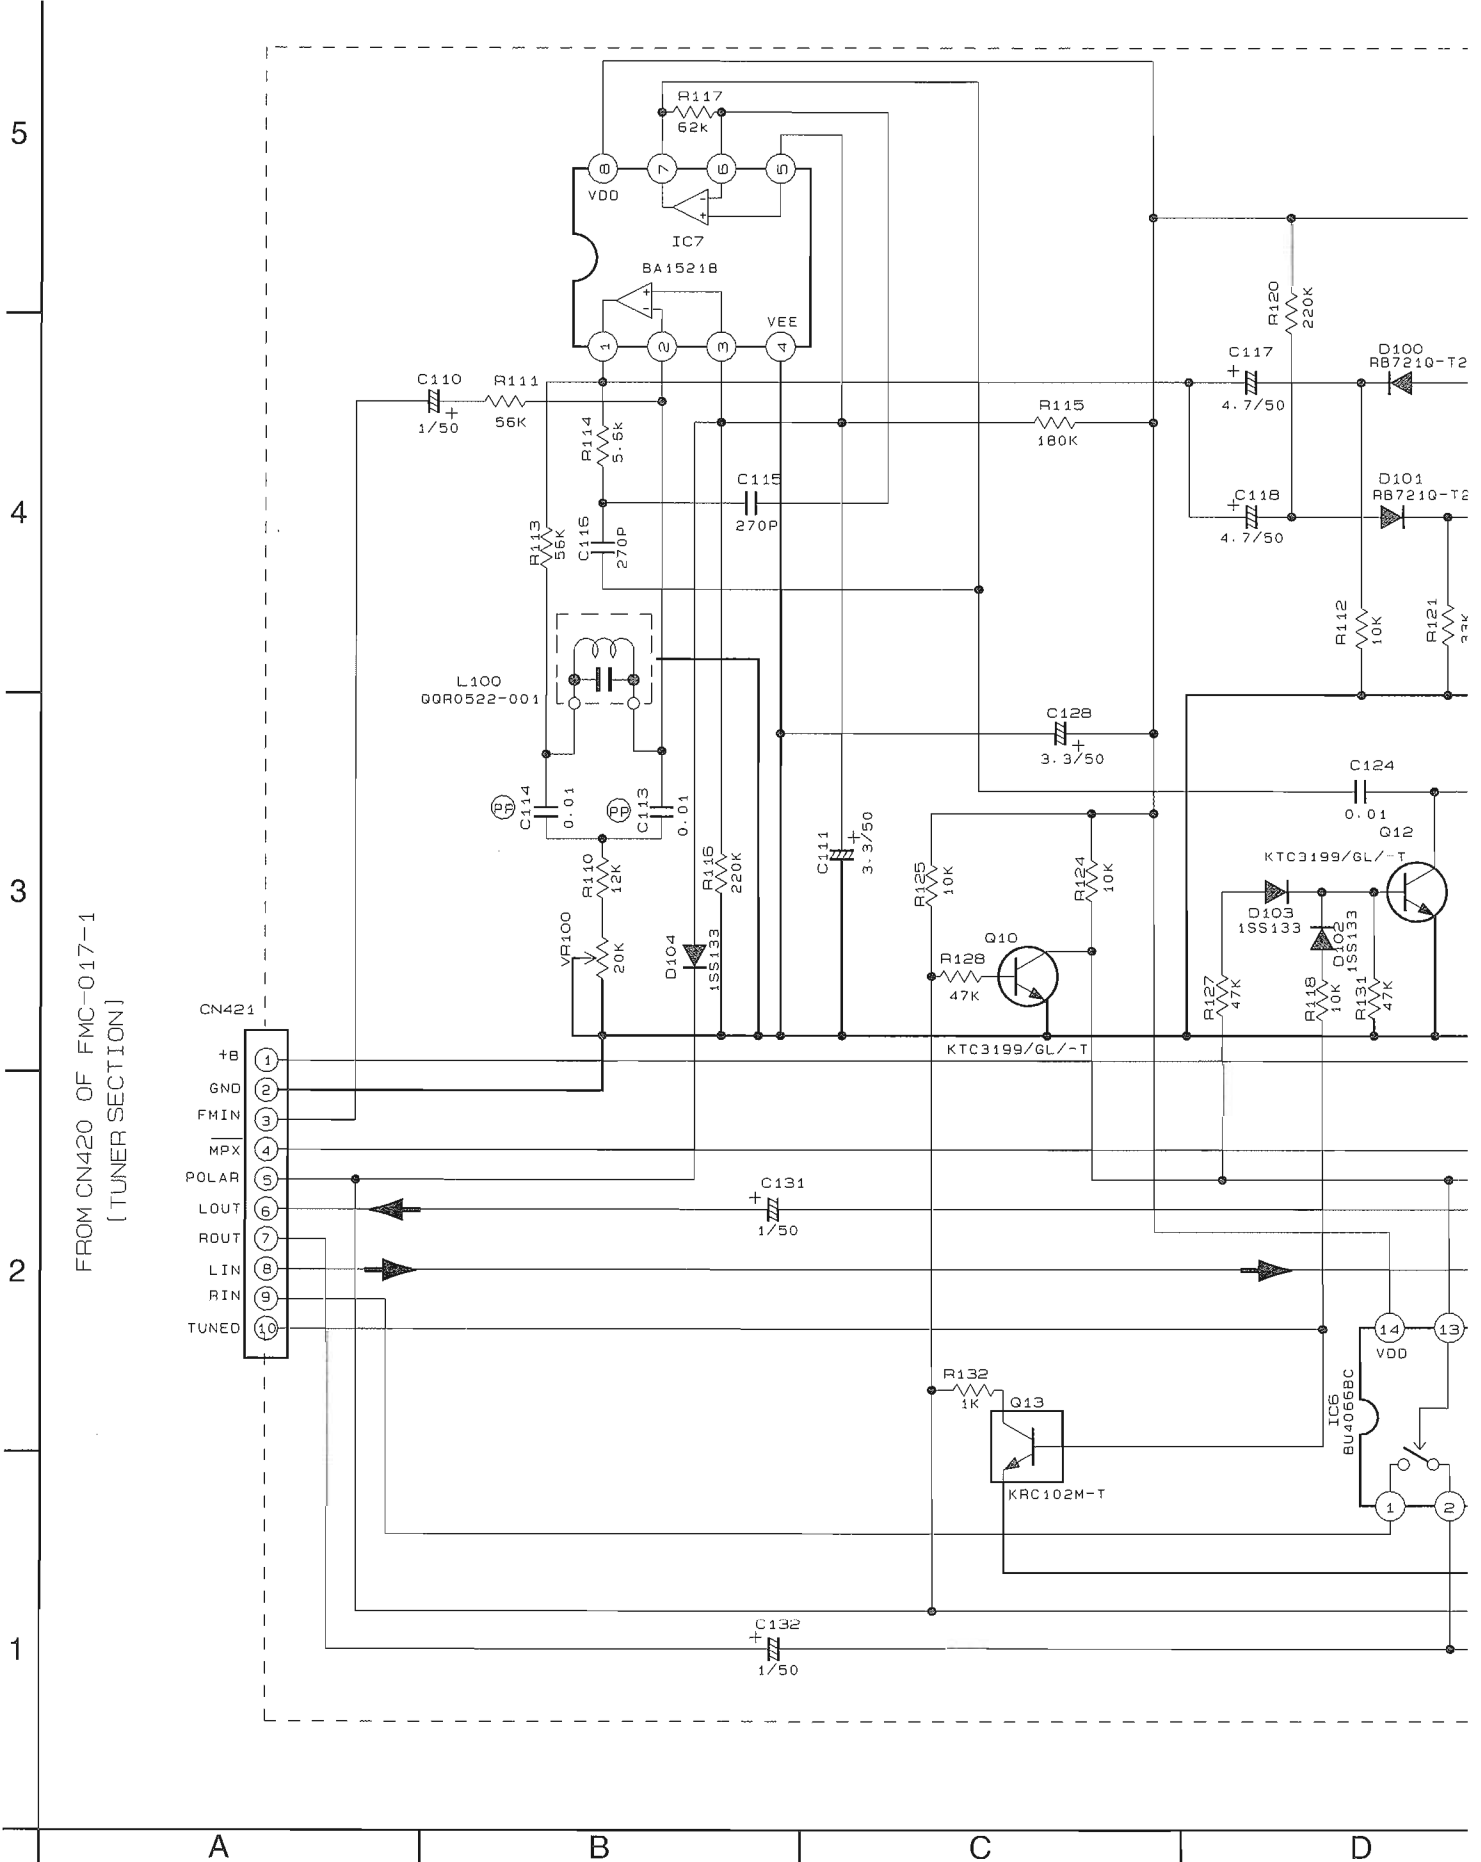 5
4
3
2
1
A
B
C
D
FROM CN420 OF FMC-017-1
[TUNER SECTION]
R117
62k
8
7
6
5
VDD
-
+
IC7
BA15218
+
-
VEE
1
2
3
4
R120
220K
C117
+
4.7/50
D100
RB721Q-T2
C110
+
1/50
R111
56K
R114
5.6k
R115
180K
C115
270P
C118
+
4.7/50
D101
RB721Q-T2
R113
56K
C116
270P
R112
10K
R121
33K
L100
QQR0522-001
C128
+
3.3/50
C124
0.01
PP
C114
0.01
PP
C113
0.01
Q12
KTC3199/GL/-T
R110
12K
R116
220K
C111
+
3.3/50
R125
10K
R124
10K
D103
1SS133
D102
1SS133
VR100
20K
D104
1SS133
Q10
R128
47K
KTC3199/GL/-T
R127
47K
R118
10K
R131
47K
CN421
+B
1
GND
2
FMIN
3
MPX
4
POLAR
5
LOUT
6
ROUT
7
LIN
8
RIN
9
TUNED
10
C131
+
1/50
14
13
VDD
IC6
BU4066BC
1
2
R132
1K
Q13
KRC102M-T
C132
+
1/50